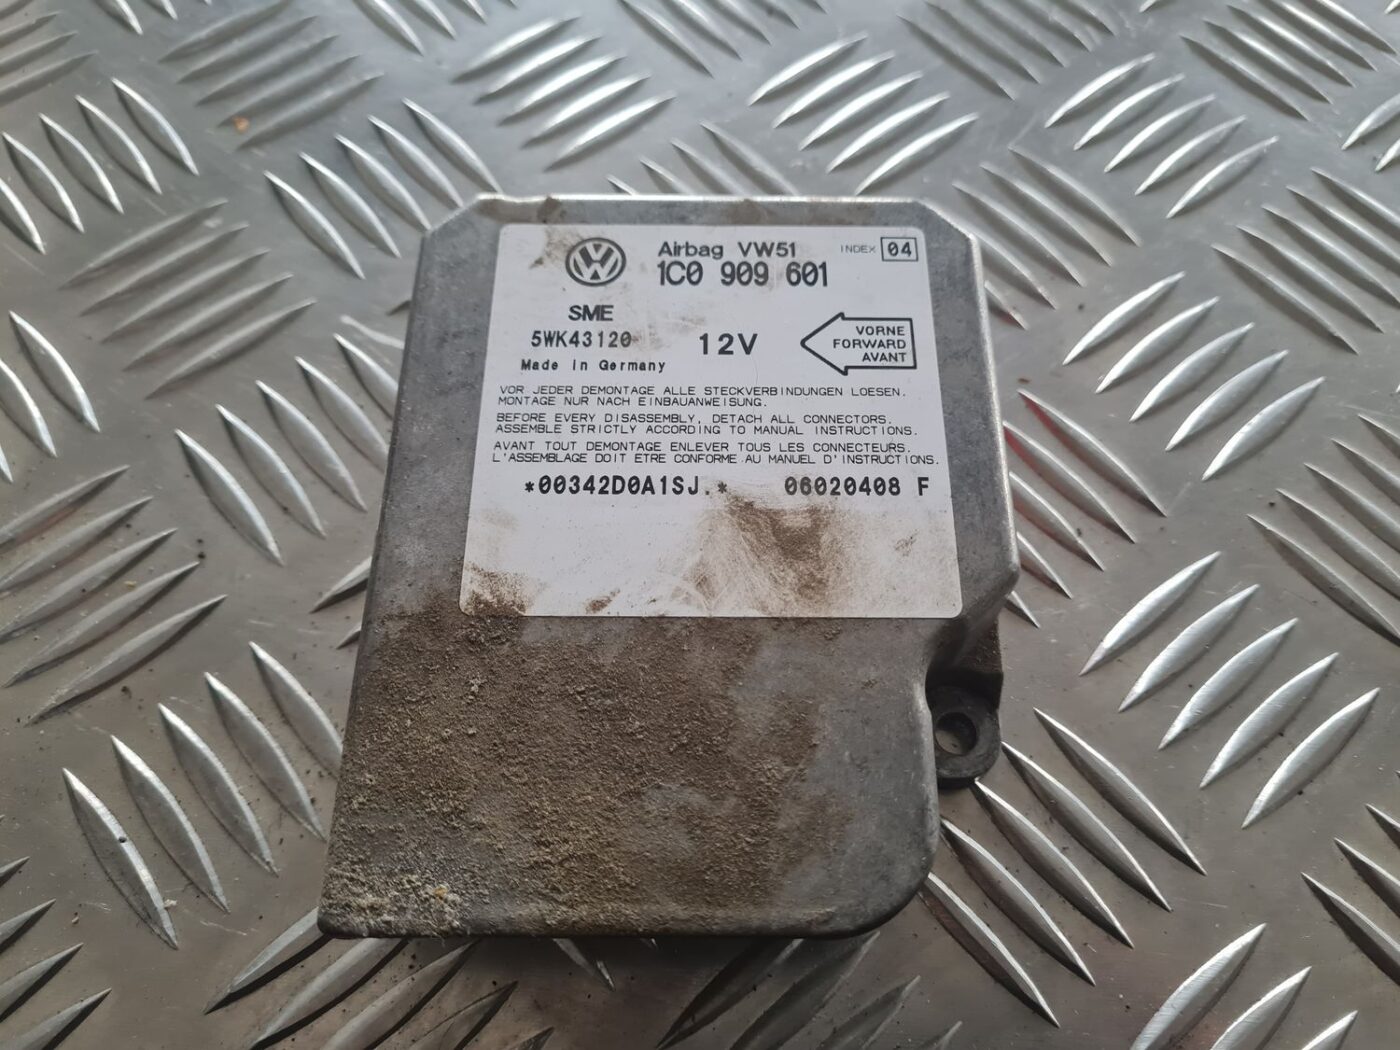 Airbag VW51 INDEX 04
1C0 909 601
SME
5WK43120 12V
Made in Germany
VORNE
FORWARD
AVANT
VOR JEDER DEMONTAGE ALLE STECKVERBINDUNGEN LOESEN.
MONTAGE NUR NACH EINBAUANWEISUNG.
BEFORE EVERY DISASSEMBLY, DETACH ALL CONNECTORS.
ASSEMBLE STRICTLY ACCORDING TO MANUAL INSTRUCTIONS.
AVANT TOUT DEMONTAGE ENLEVER TOUS LES CONNECTEURS.
L'ASSEMBLAGE DOIT ETRE CONFORME AU MANUEL D'INSTRUCTIONS.
*00342D0A1SJ.* 06020408 F